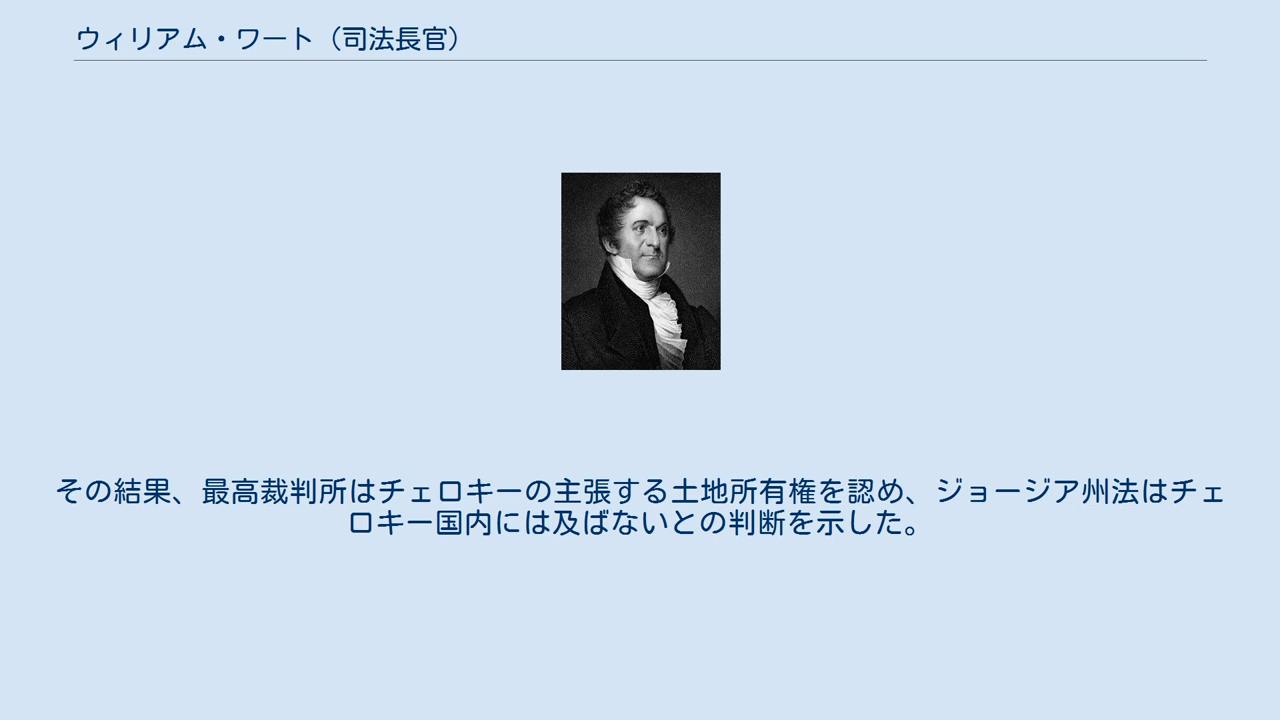 ウィリアム・ワート（司法長官）
その結果、最高裁判所はチェロキーの主張する土地所有権を認め、ジョージア州法はチェ
ロキー国内には及ばないとの判断を示した。